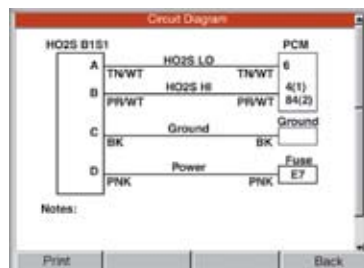 Circuit Diagram
HO2S B1S1 PCM
A HO2S LO 6
TN/WT TN/WT
B HO2S HI 4(1)
PR/WT PR/WT 84(2)
C Ground Ground
BK BK
D Power Fuse
PNK PNK E7
Notes:
Print Back